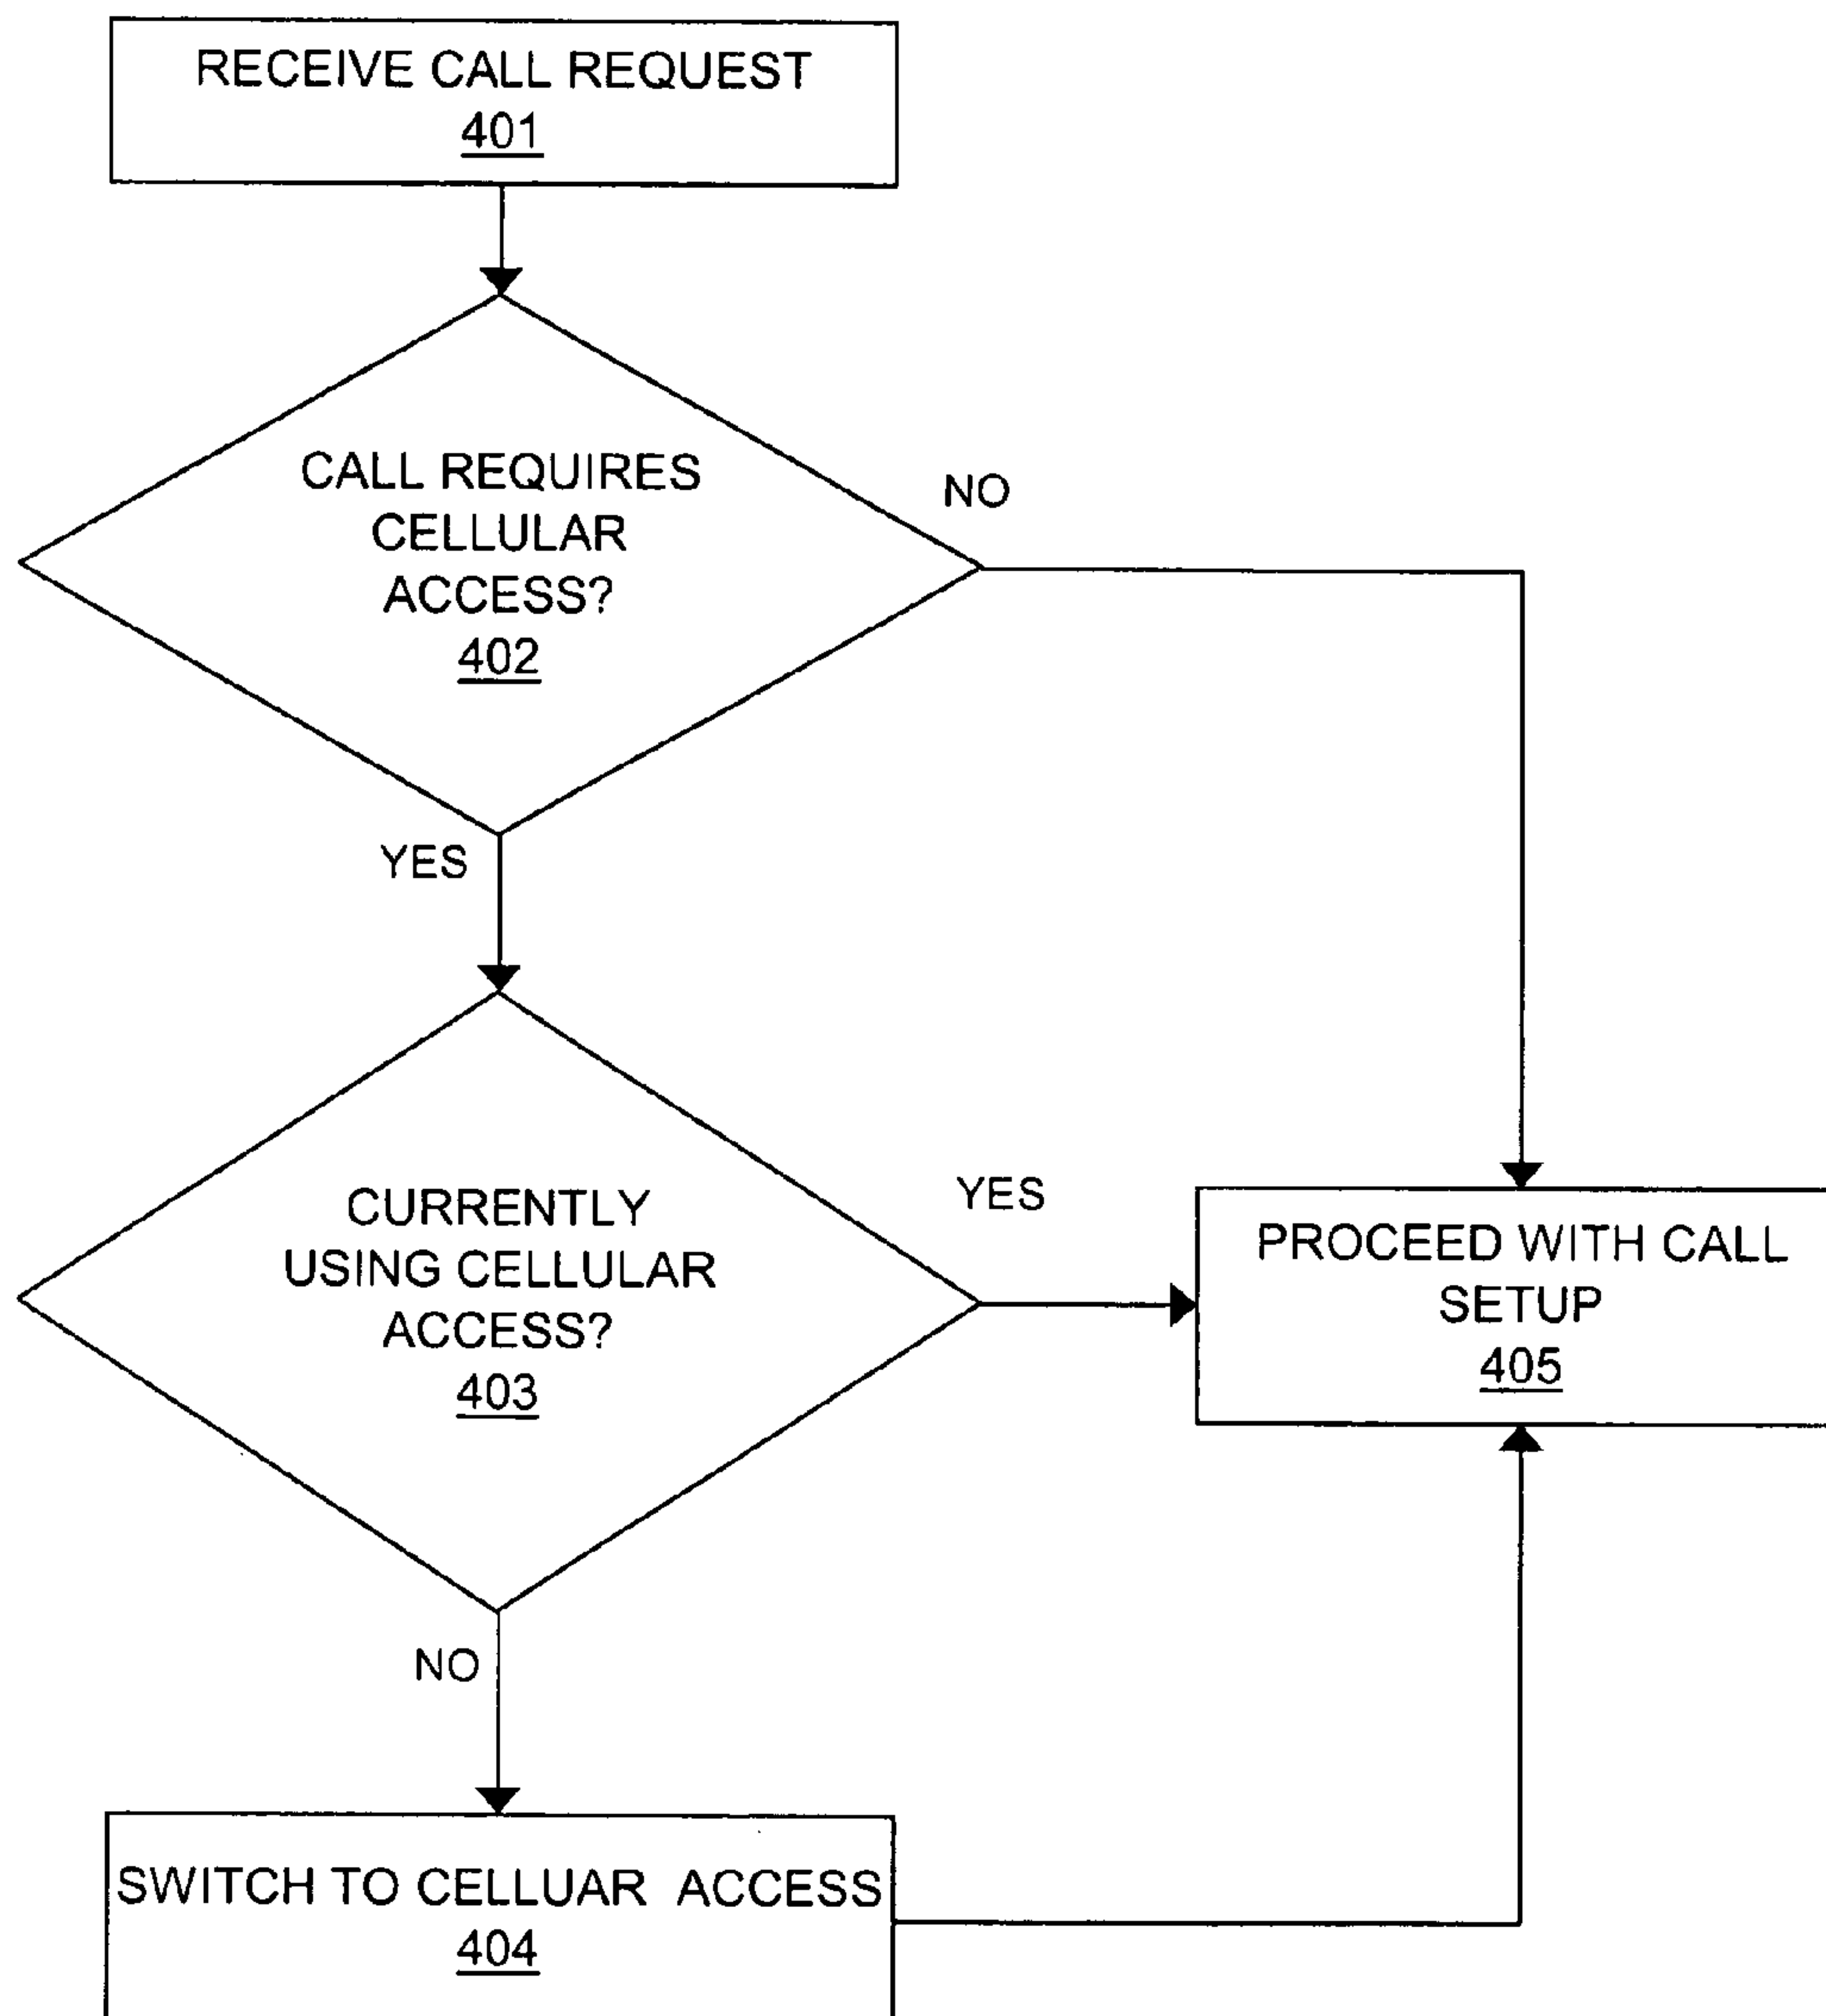 RECEIVE CALL REQUEST
401
CALL REQUIRES
CELLULAR
ACCESS?
402
NO
YES
CURRENTLY
USING CELLULAR
ACCESS?
403
YES
PROCEED WITH CALL
SETUP
405
NO
SWITCH TO CELLUAR ACCESS
404